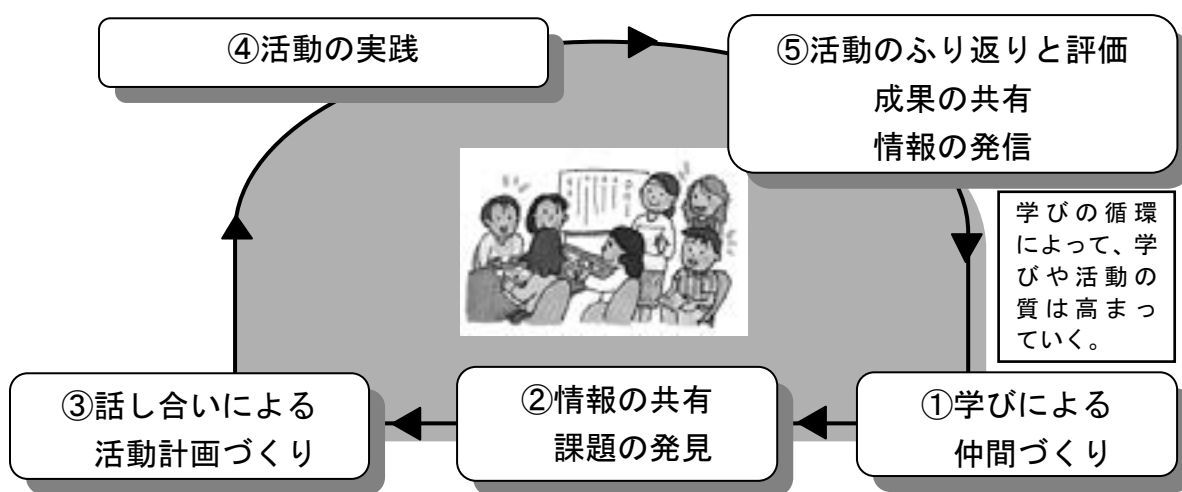 ④活動の実践
⑤活動のふり返りと評価
成果の共有
情報の発信
学びの循環
によって、学
びや活動の
質は高まっ
ていく。
③話し合いによる
活動計画づくり
②情報の共有
課題の発見
①学びによる
仲間づくり